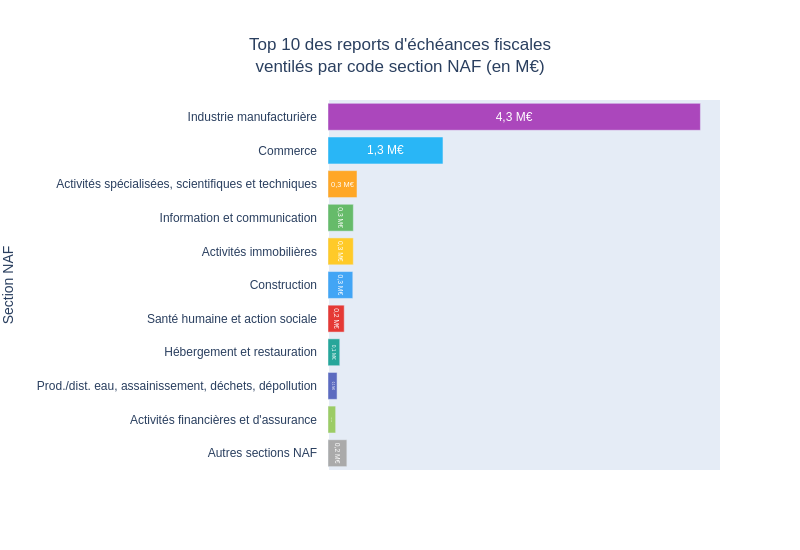 Top 10 des reports d'échéances fiscales
ventilés par code section NAF (en M€)
Section NAF
Industrie manufacturière 4,3 M€
Commerce 1,3 M€
Activités spécialisées, scientifiques et techniques 0,3 M€
Information et communication 0,3 M€
Activités immobilières 0,3 M€
Construction 0,3 M€
Santé humaine et action sociale 0,2 M€
Hébergement et restauration 0,1 M€
Prod./dist. eau, assainissement, déchets, dépollution
Activités financières et d'assurance
Autres sections NAF 0,2 M€